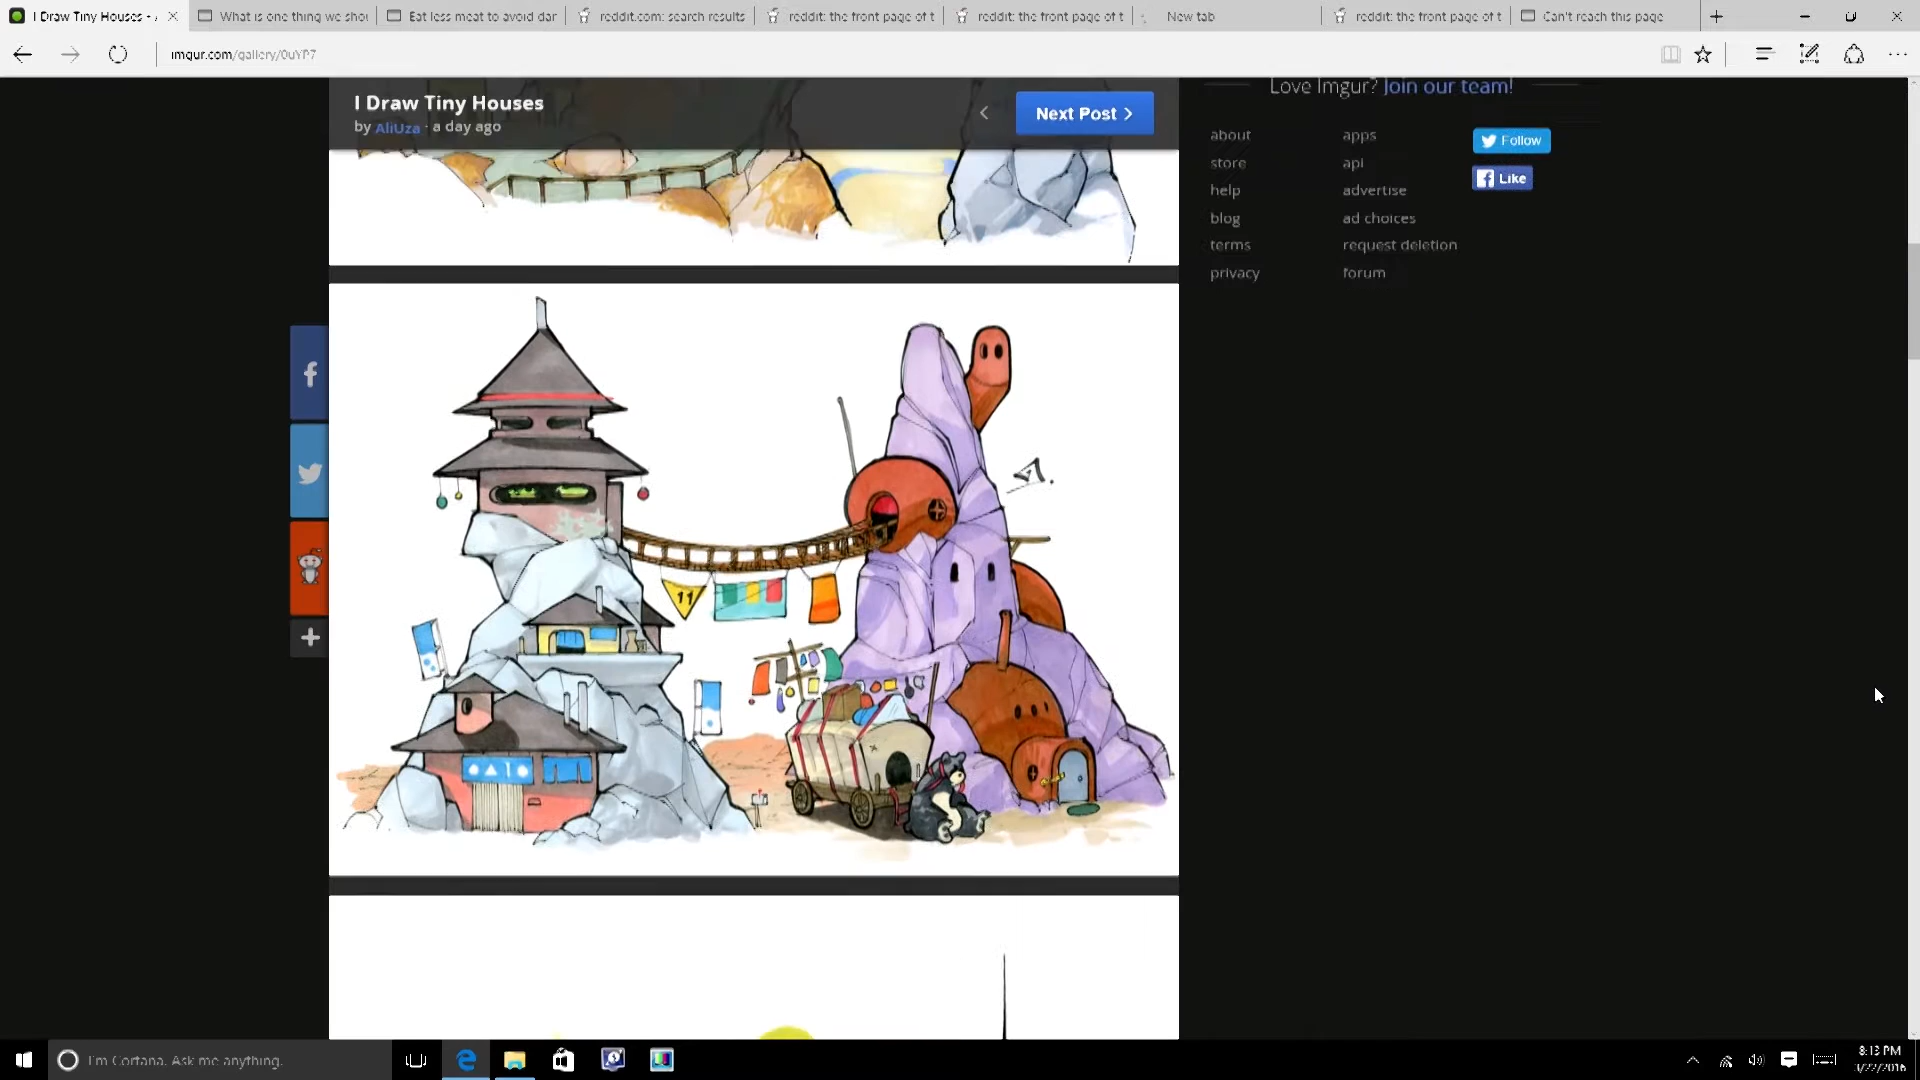 I Draw Tiny Houses - 
What is one thing we shou
Eat less meat to avoid dan
reddit.com: search results
reddit: the front page of t
reddit: the front page of t
New tab
reddit: the front page of t
Can't reach this page
imgur.com/gallery/0uYP7
I Draw Tiny Houses
by AliUza · a day ago
Next Post
Love Imgur? Join our team!
about
apps
Follow
store
api
Like
help
advertise
blog
ad choices
terms
request deletion
privacy
forum
11
I'm Cortana. Ask me anything.
8:13 PM
3/22/2016